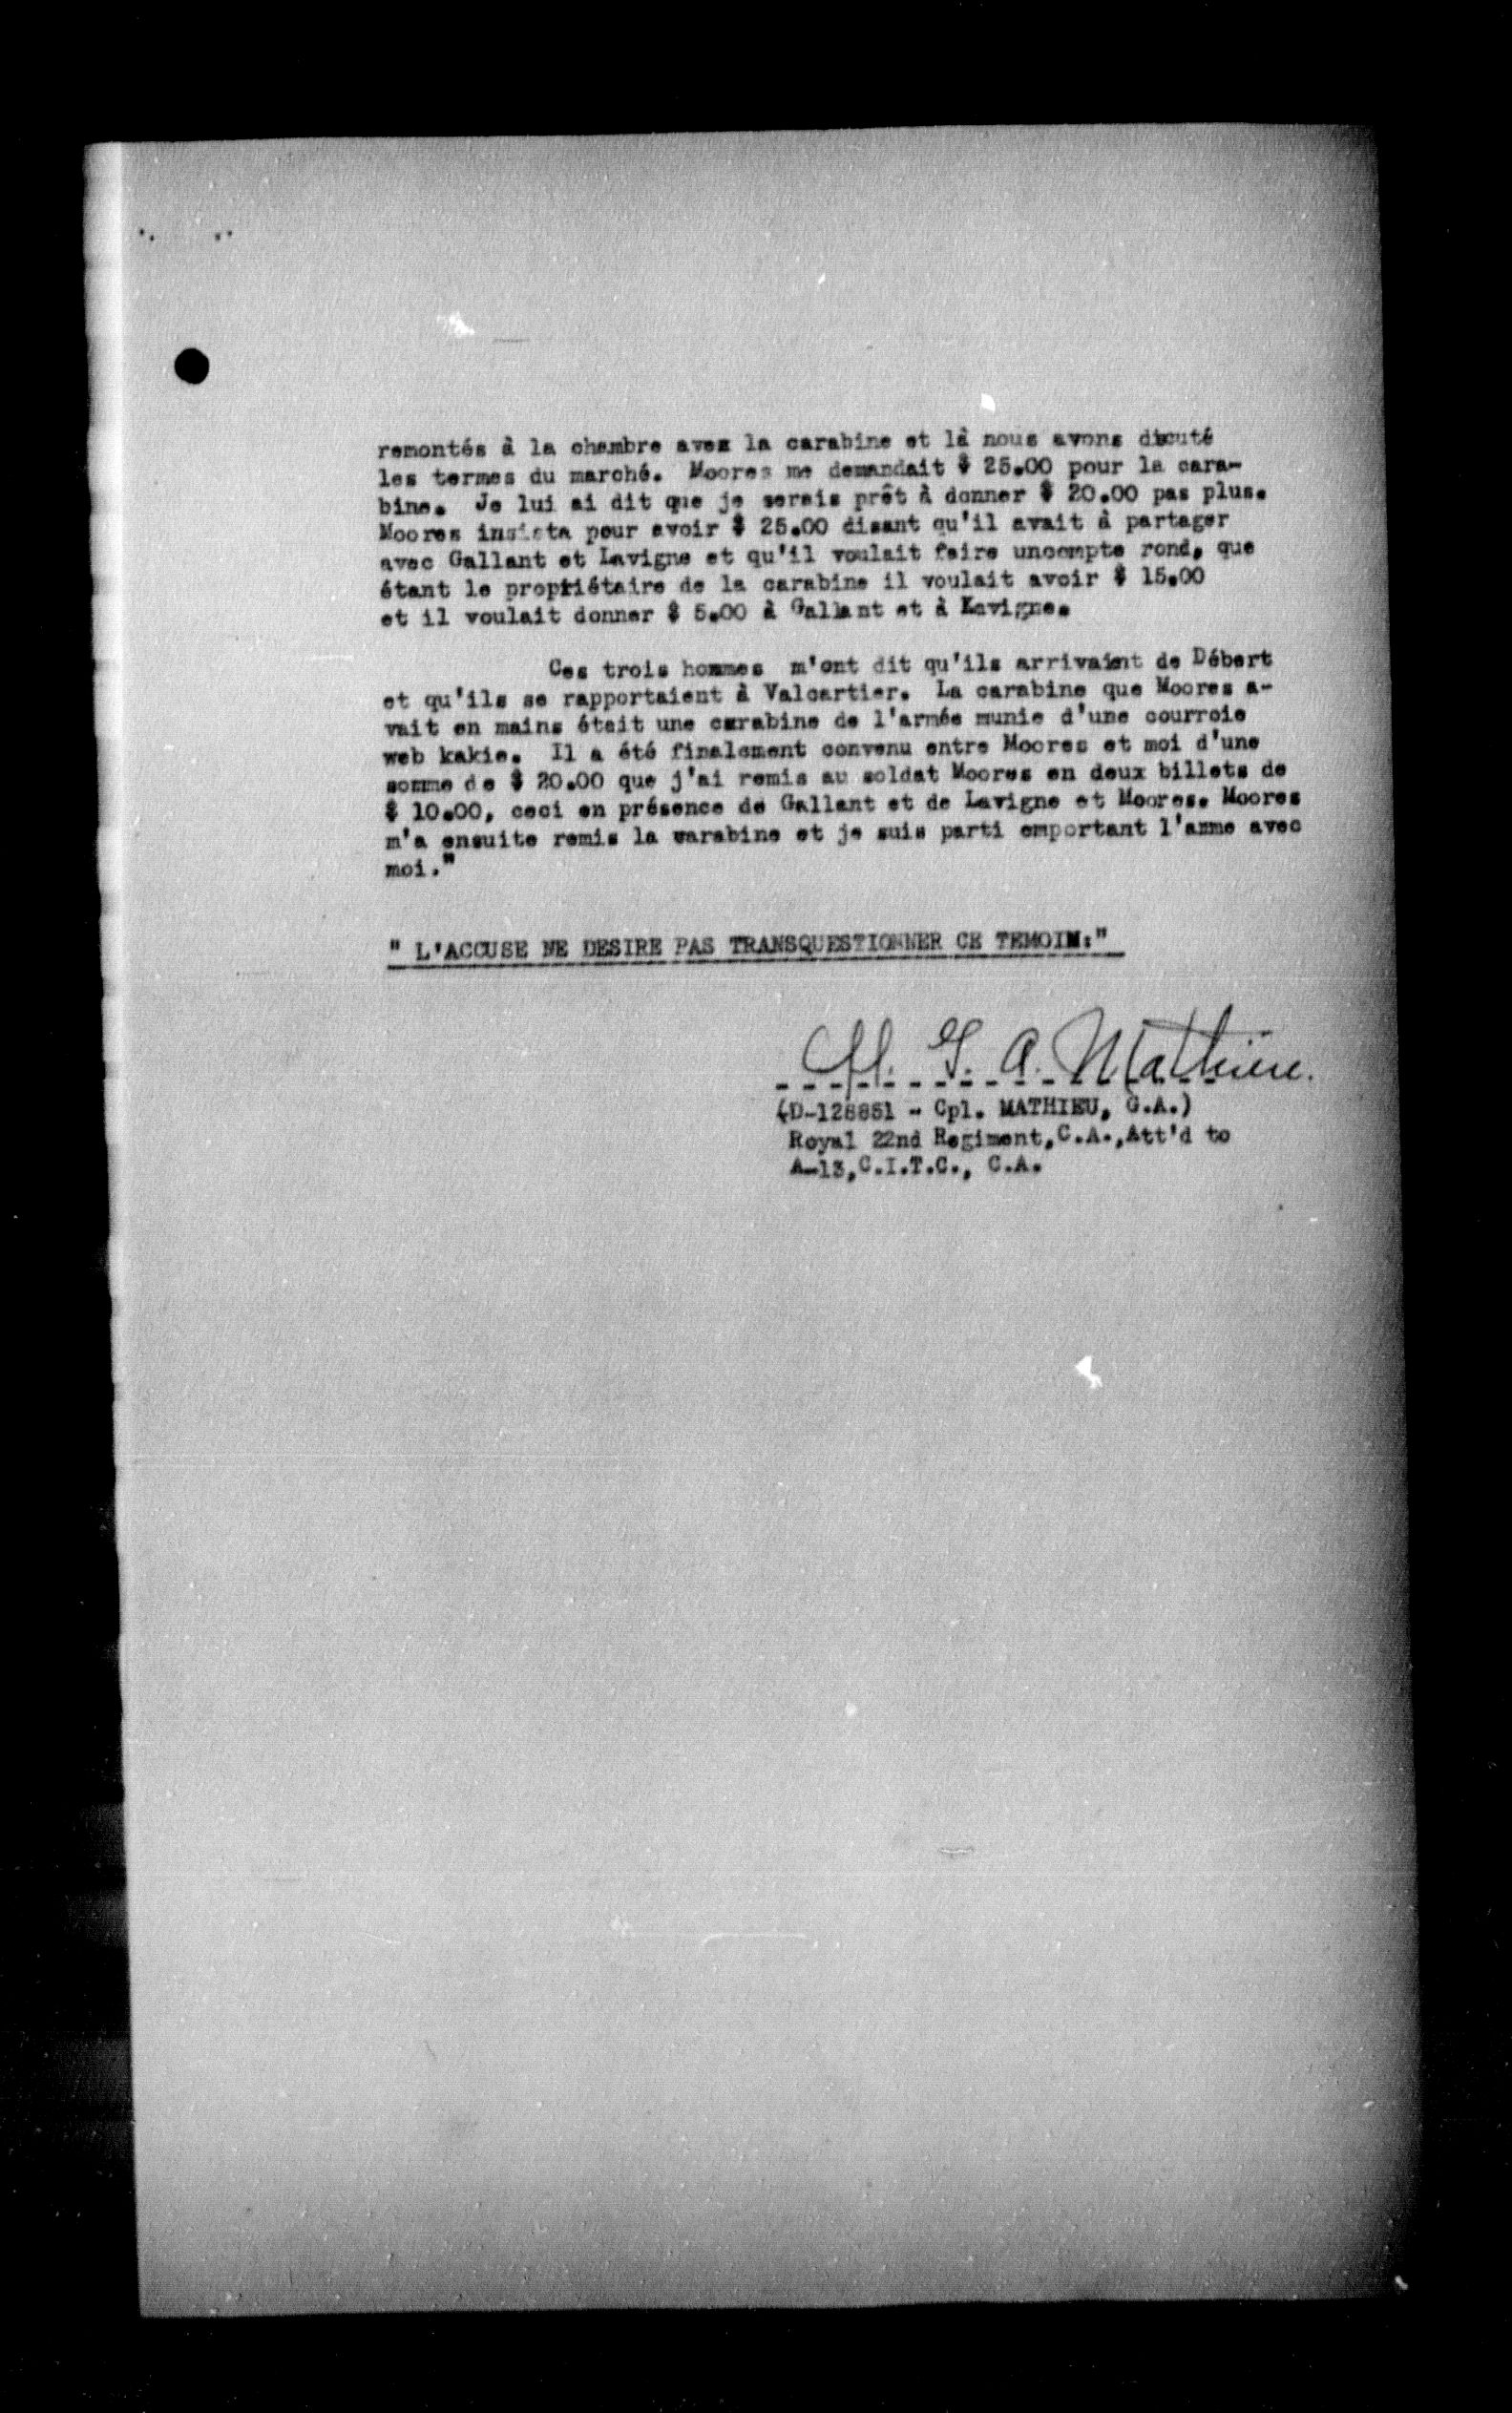 remontés à la chambre avec la carabine et là nous avons discuté
les termes du marché. Moores me demandait $ 25.00 pour la cara-
bine. Je lui ai dit que je serais prêt à donner $ 20.00 pas plus.
Moores insista pour avoir $ 25.00 disant qu'il avait à partager
avec Gallant et Lavigne et qu'il voulait faire uncompte rond, que
étant le propriétaire de la carabine il voulait avoir $ 15.00
et il voulait donner $ 5.00 à Gallant et à Lavigne.
Ces trois hommes m'ont dit qu'ils arrivaient de Débert
et qu'ils se rapportaient à Valcartier. La carabine que Moores a-
vait en mains était une carabine de l'armée munie d'une courroie
web kakie. Il a été finalement convenu entre Moores et moi d'une
somme de $ 20.00 que j'ai remis au soldat Moores en deux billets de
$ 10.00, ceci en présence de Gallant et de Lavigne et Moores. Moores
m'a ensuite remis la carabine et je suis parti emportant l'arme avec
moi."
" L'ACCUSE NE DESIRE PAS TRANSQUESTIONNER CE TEMOIN:"
G. A. Mathieu.
(D-128851 - Cpl. MATHIEU, G.A.)
Royal 22nd Regiment, C.A., Att'd to
A-13, C.I.T.C., C.A.